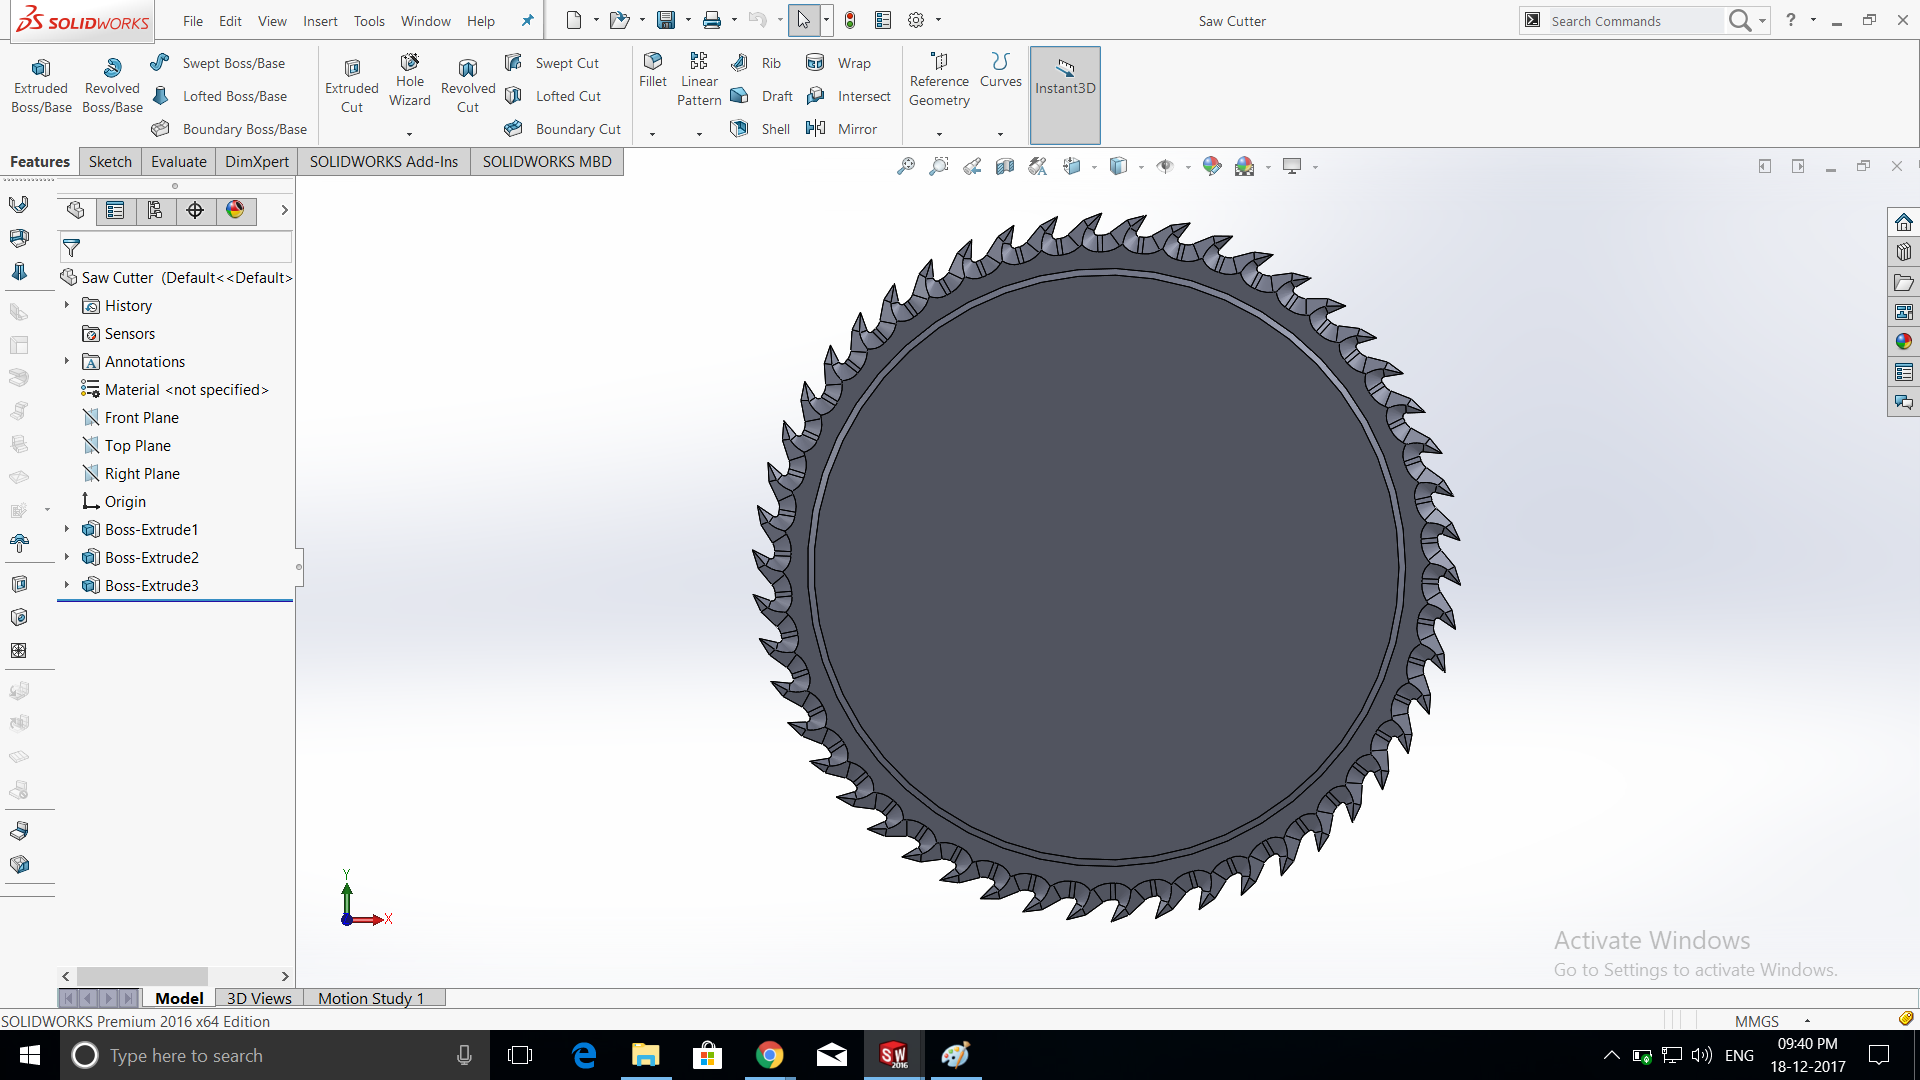 SOLIDWORKS
File Edit View Insert Tools Window Help
Saw Cutter
Search Commands
?
Extruded Boss/Base
Revolved Boss/Base
Swept Boss/Base
Lofted Boss/Base
Boundary Boss/Base
Extruded Cut
Hole Wizard
Revolved Cut
Swept Cut
Lofted Cut
Boundary Cut
Fillet
Linear Pattern
Rib
Draft
Shell
Wrap
Intersect
Mirror
Reference Geometry
Curves
Instant3D
Features Sketch Evaluate DimXpert SOLIDWORKS Add-Ins SOLIDWORKS MBD
Saw Cutter (Default<<Default>
History
Sensors
A Annotations
Material <not specified>
Front Plane
Top Plane
Right Plane
Origin
Boss-Extrude1
Boss-Extrude2
Boss-Extrude3
Y
X
Activate Windows
Go to Settings to activate Windows.
Model 3D Views Motion Study 1
SOLIDWORKS Premium 2016 x64 Edition
MMGS
Type here to search
SW
2016
ENG
09:40 PM
18-12-2017